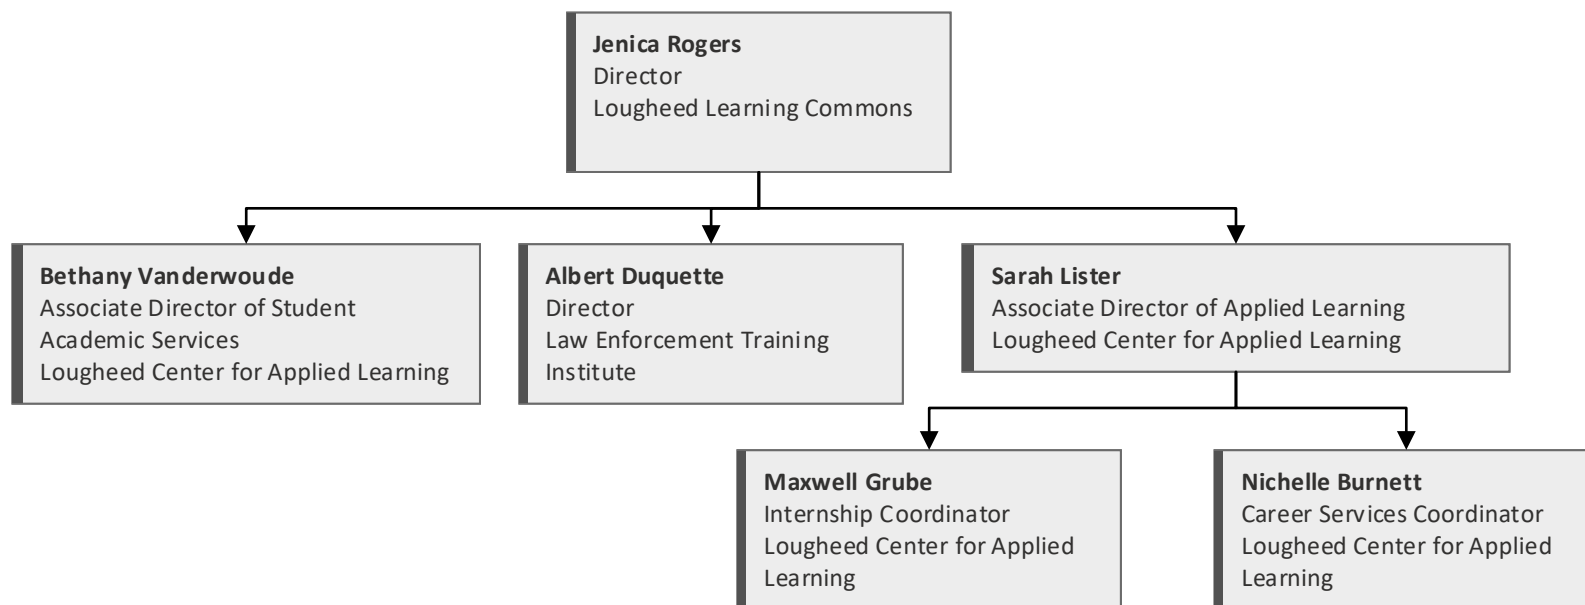 Jenica Rogers
Director
Lougheed Learning Commons
Bethany Vanderwoude
Associate Director of Student
Academic Services
Lougheed Center for Applied Learning
Albert Duquette
Director
Law Enforcement Training
Institute
Sarah Lister
Associate Director of Applied Learning
Lougheed Center for Applied Learning
Maxwell Grube
Internship Coordinator
Lougheed Center for Applied
Learning
Nichelle Burnett
Career Services Coordinator
Lougheed Center for Applied
Learning